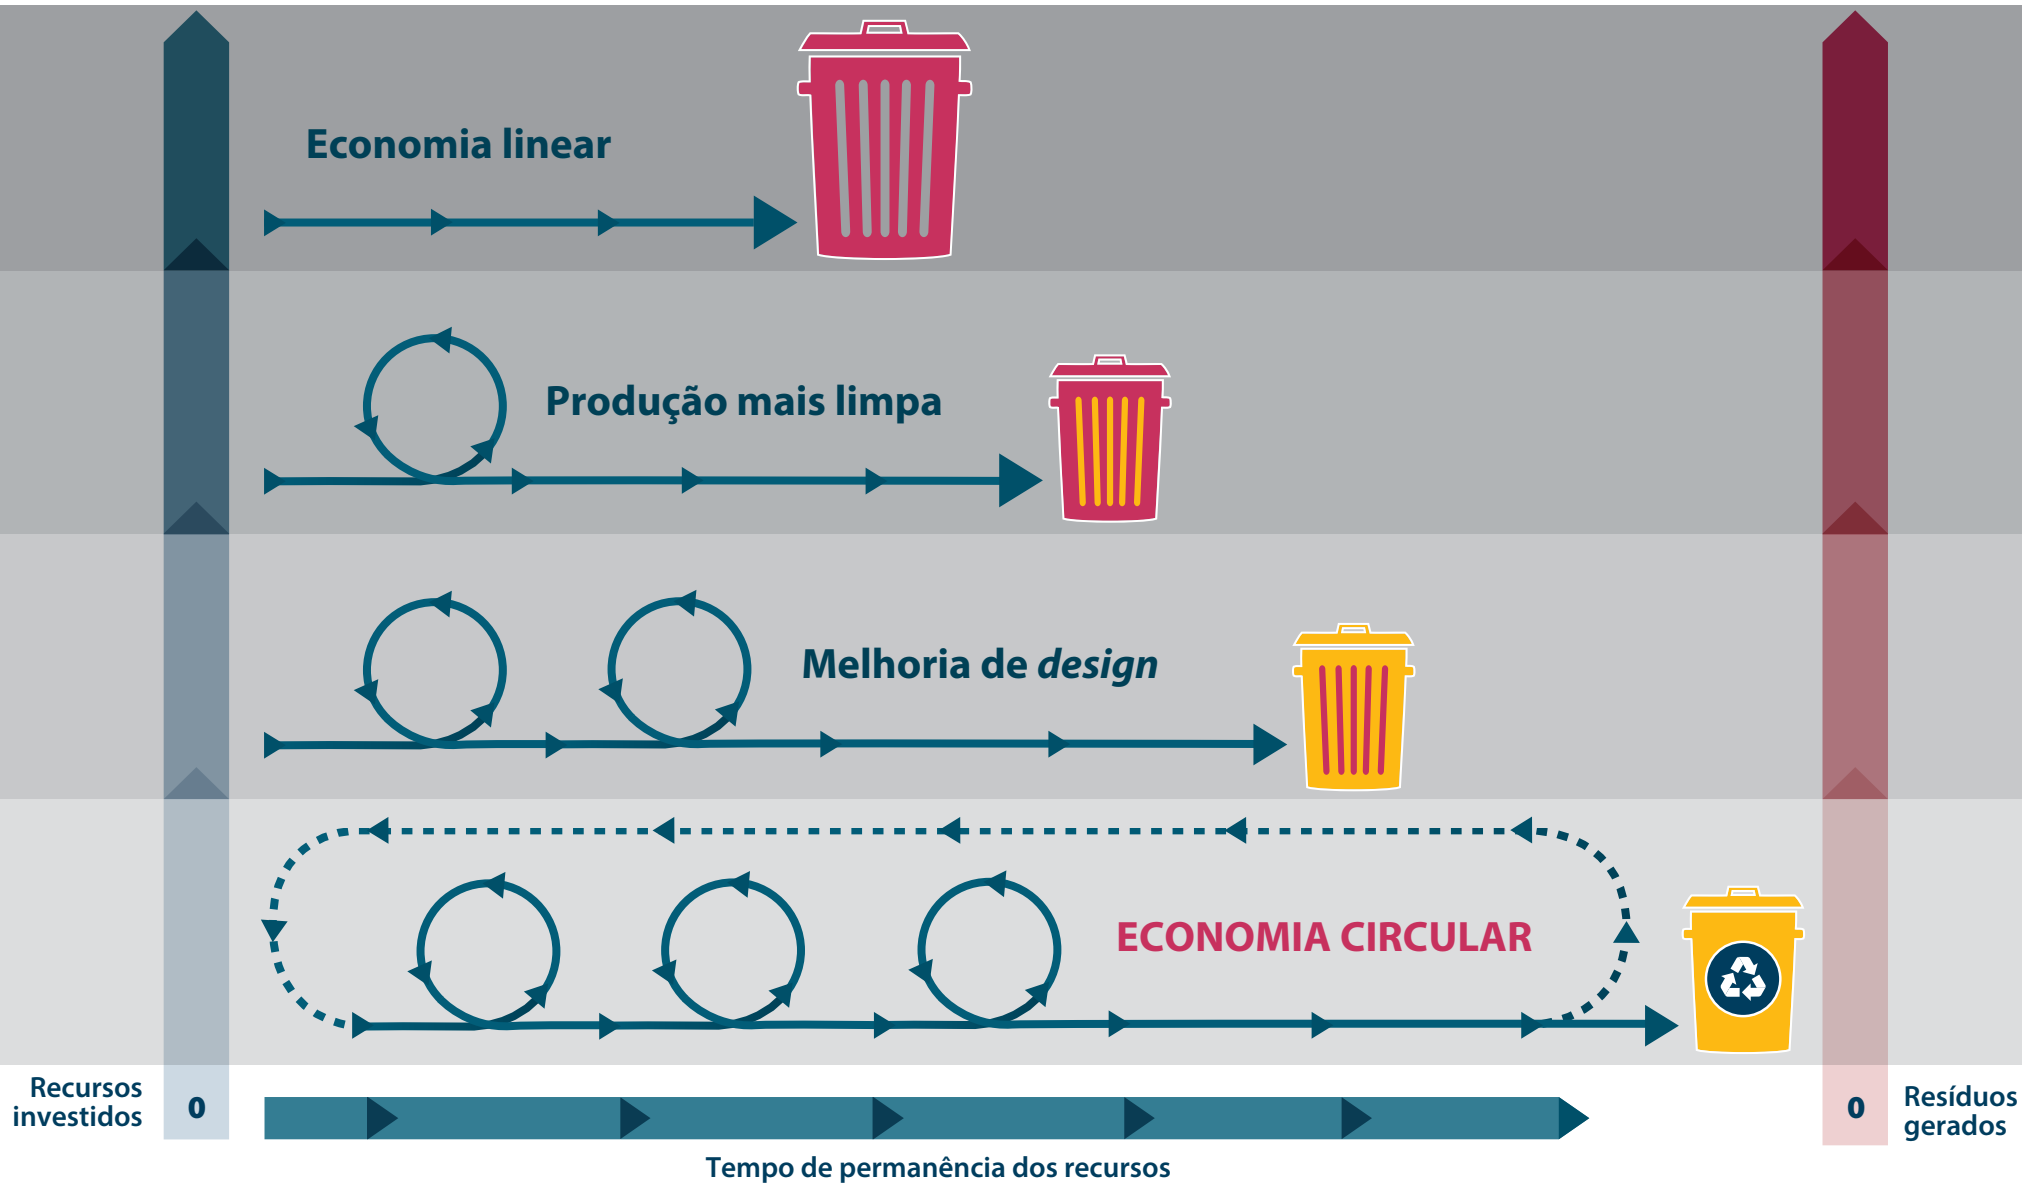 Economia linear
Produção mais limpa
Melhoria de design
ECONOMIA CIRCULAR
Recursos
investidos
0
0
Resíduos
gerados
Tempo de permanência dos recursos